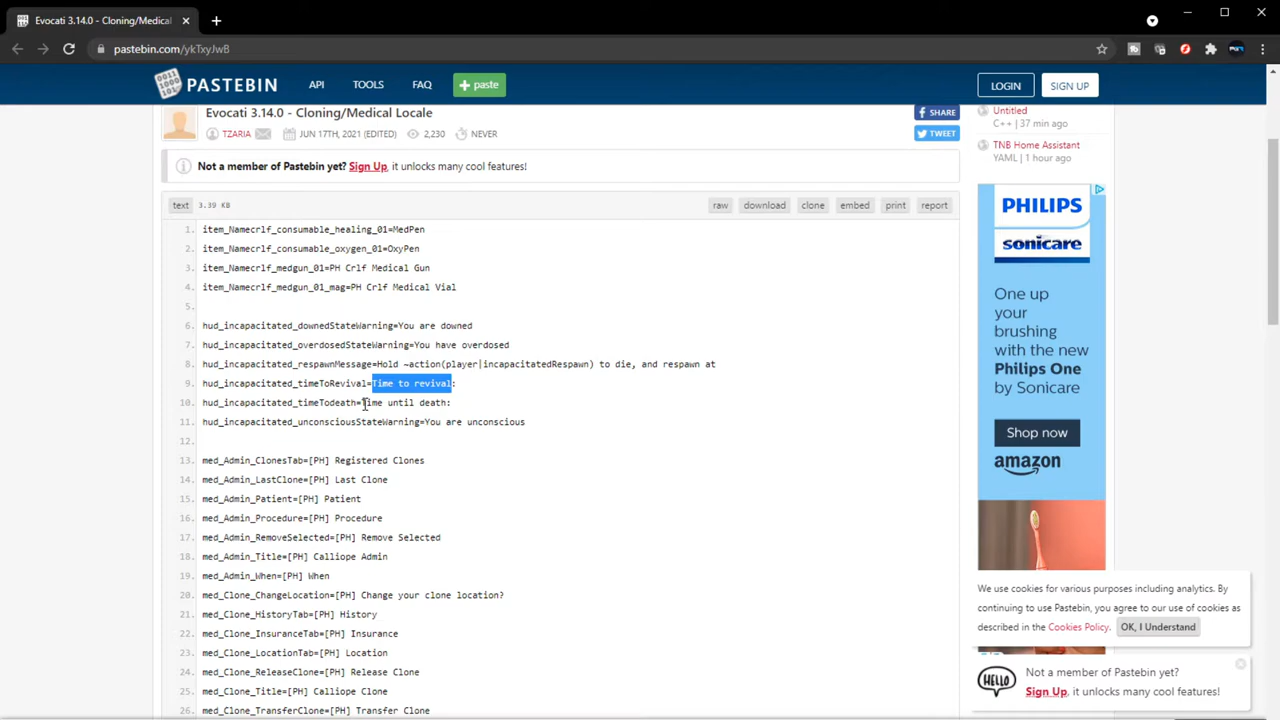 Evocati 3.14.0 - Cloning/Medical
pastebin.com/ykTxyJwB
PASTEBIN
API
TOOLS
FAQ
+ paste
LOGIN
SIGN UP
Evocati 3.14.0 - Cloning/Medical Locale
TZARIA
JUN 17TH, 2021 (EDITED)
2,230
NEVER
SHARE
TWEET
Not a member of Pastebin yet? Sign Up, it unlocks many cool features!
text
3.39 KB
raw
download
clone
embed
print
report
1. item_Namecrlf_consumable_healing_01=MedPen
2. item_Namecrlf_consumable_oxygen_01=OxyPen
3. item_Namecrlf_medgun_01=PH Crlf Medical Gun
4. item_Namecrlf_medgun_01_mag=PH Crlf Medical Vial
5.
6. hud_incapacitated_downedStateWarning=You are downed
7. hud_incapacitated_overdosedStateWarning=You have overdosed
8. hud_incapacitated_respawnMessage=Hold ~action(player|incapacitatedRespawn) to die, and respawn at
9. hud_incapacitated_timeToRevival=Time to revival:
10. hud_incapacitated_timeTodeath=Time until death:
11. hud_incapacitated_unconsciousStateWarning=You are unconscious
12.
13. med_Admin_ClonesTab=[PH] Registered Clones
14. med_Admin_LastClone=[PH] Last Clone
15. med_Admin_Patient=[PH] Patient
16. med_Admin_Procedure=[PH] Procedure
17. med_Admin_RemoveSelected=[PH] Remove Selected
18. med_Admin_Title=[PH] Calliope Admin
19. med_Admin_When=[PH] When
20. med_Clone_ChangeLocation=[PH] Change your clone location?
21. med_Clone_HistoryTab=[PH] History
22. med_Clone_InsuranceTab=[PH] Insurance
23. med_Clone_LocationTab=[PH] Location
24. med_Clone_ReleaseClone=[PH] Release Clone
25. med_Clone_Title=[PH] Calliope Clone
26. med_Clone_TransferClone=[PH] Transfer Clone
Untitled
C++ | 37 min ago
TNB Home Assistant
YAML | 1 hour ago
PHILIPS
sonicare
One up
your
brushing
with the new
Philips One
by Sonicare
Shop now
amazon
We use cookies for various purposes including analytics. By
continuing to use Pastebin, you agree to our use of cookies as
described in the Cookies Policy.
OK, I Understand
HELLO
Not a member of Pastebin yet?
Sign Up, it unlocks many cool features!